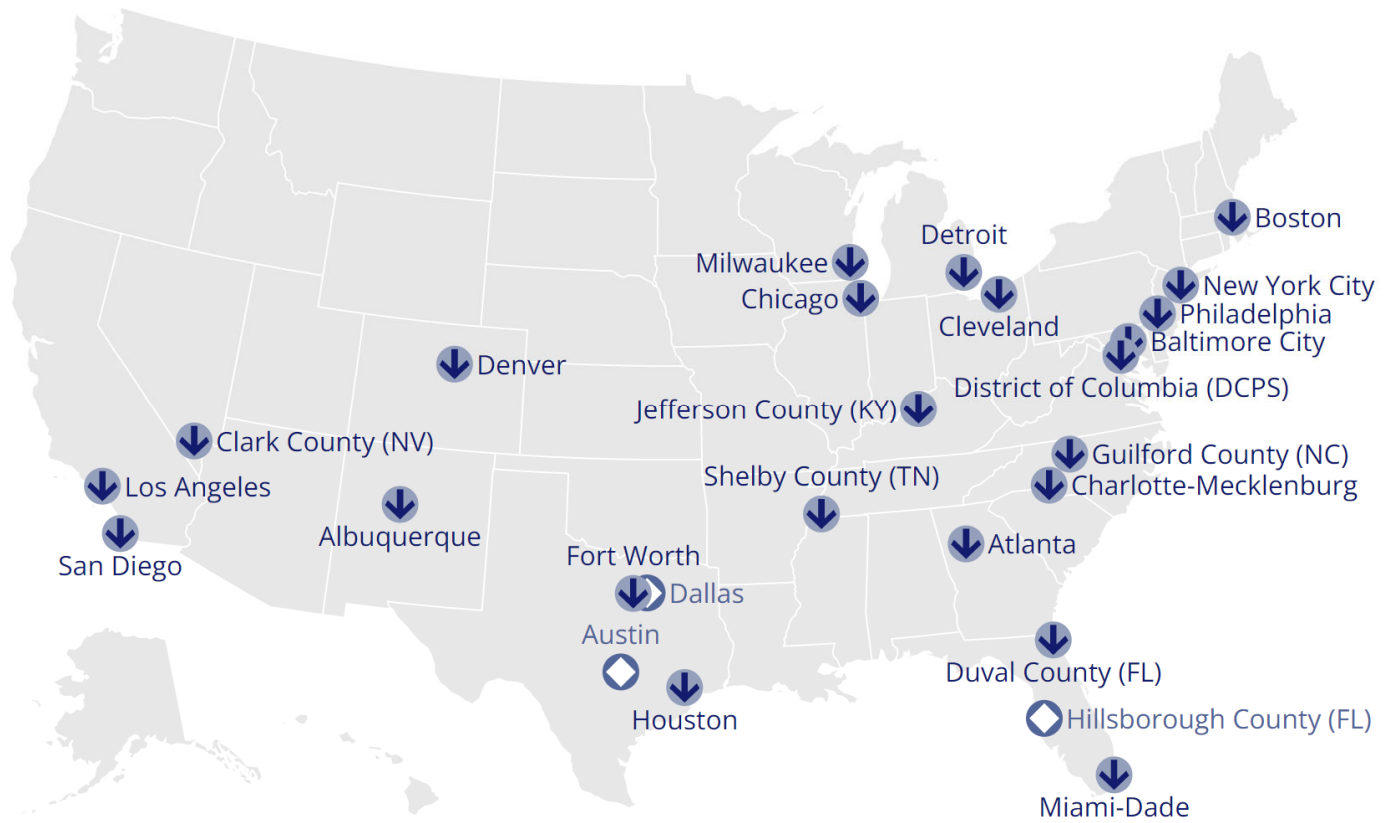 Boston
Detroit
Milwaukee
New York City
Chicago
Philadelphia
Cleveland
Baltimore City
Denver
District of Columbia (DCPS)
Jefferson County (KY)
Clark County (NV)
Guilford County (NC)
Shelby County (TN)
Los Angeles
Charlotte-Mecklenburg
Albuquerque
Atlanta
San Diego
Fort Worth
Dallas
Austin
Duval County (FL)
Houston
Hillsborough County (FL)
Miami-Dade